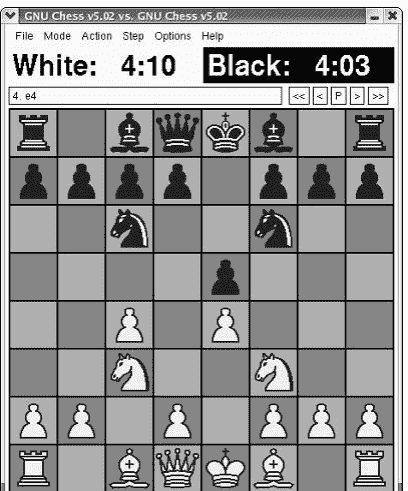 GNU Chess v5.02 vs. GNU Chess v5.02
File Mode Action Step Options Help
White: 4:10 Black: 4:03
4. e4 << < P > >>